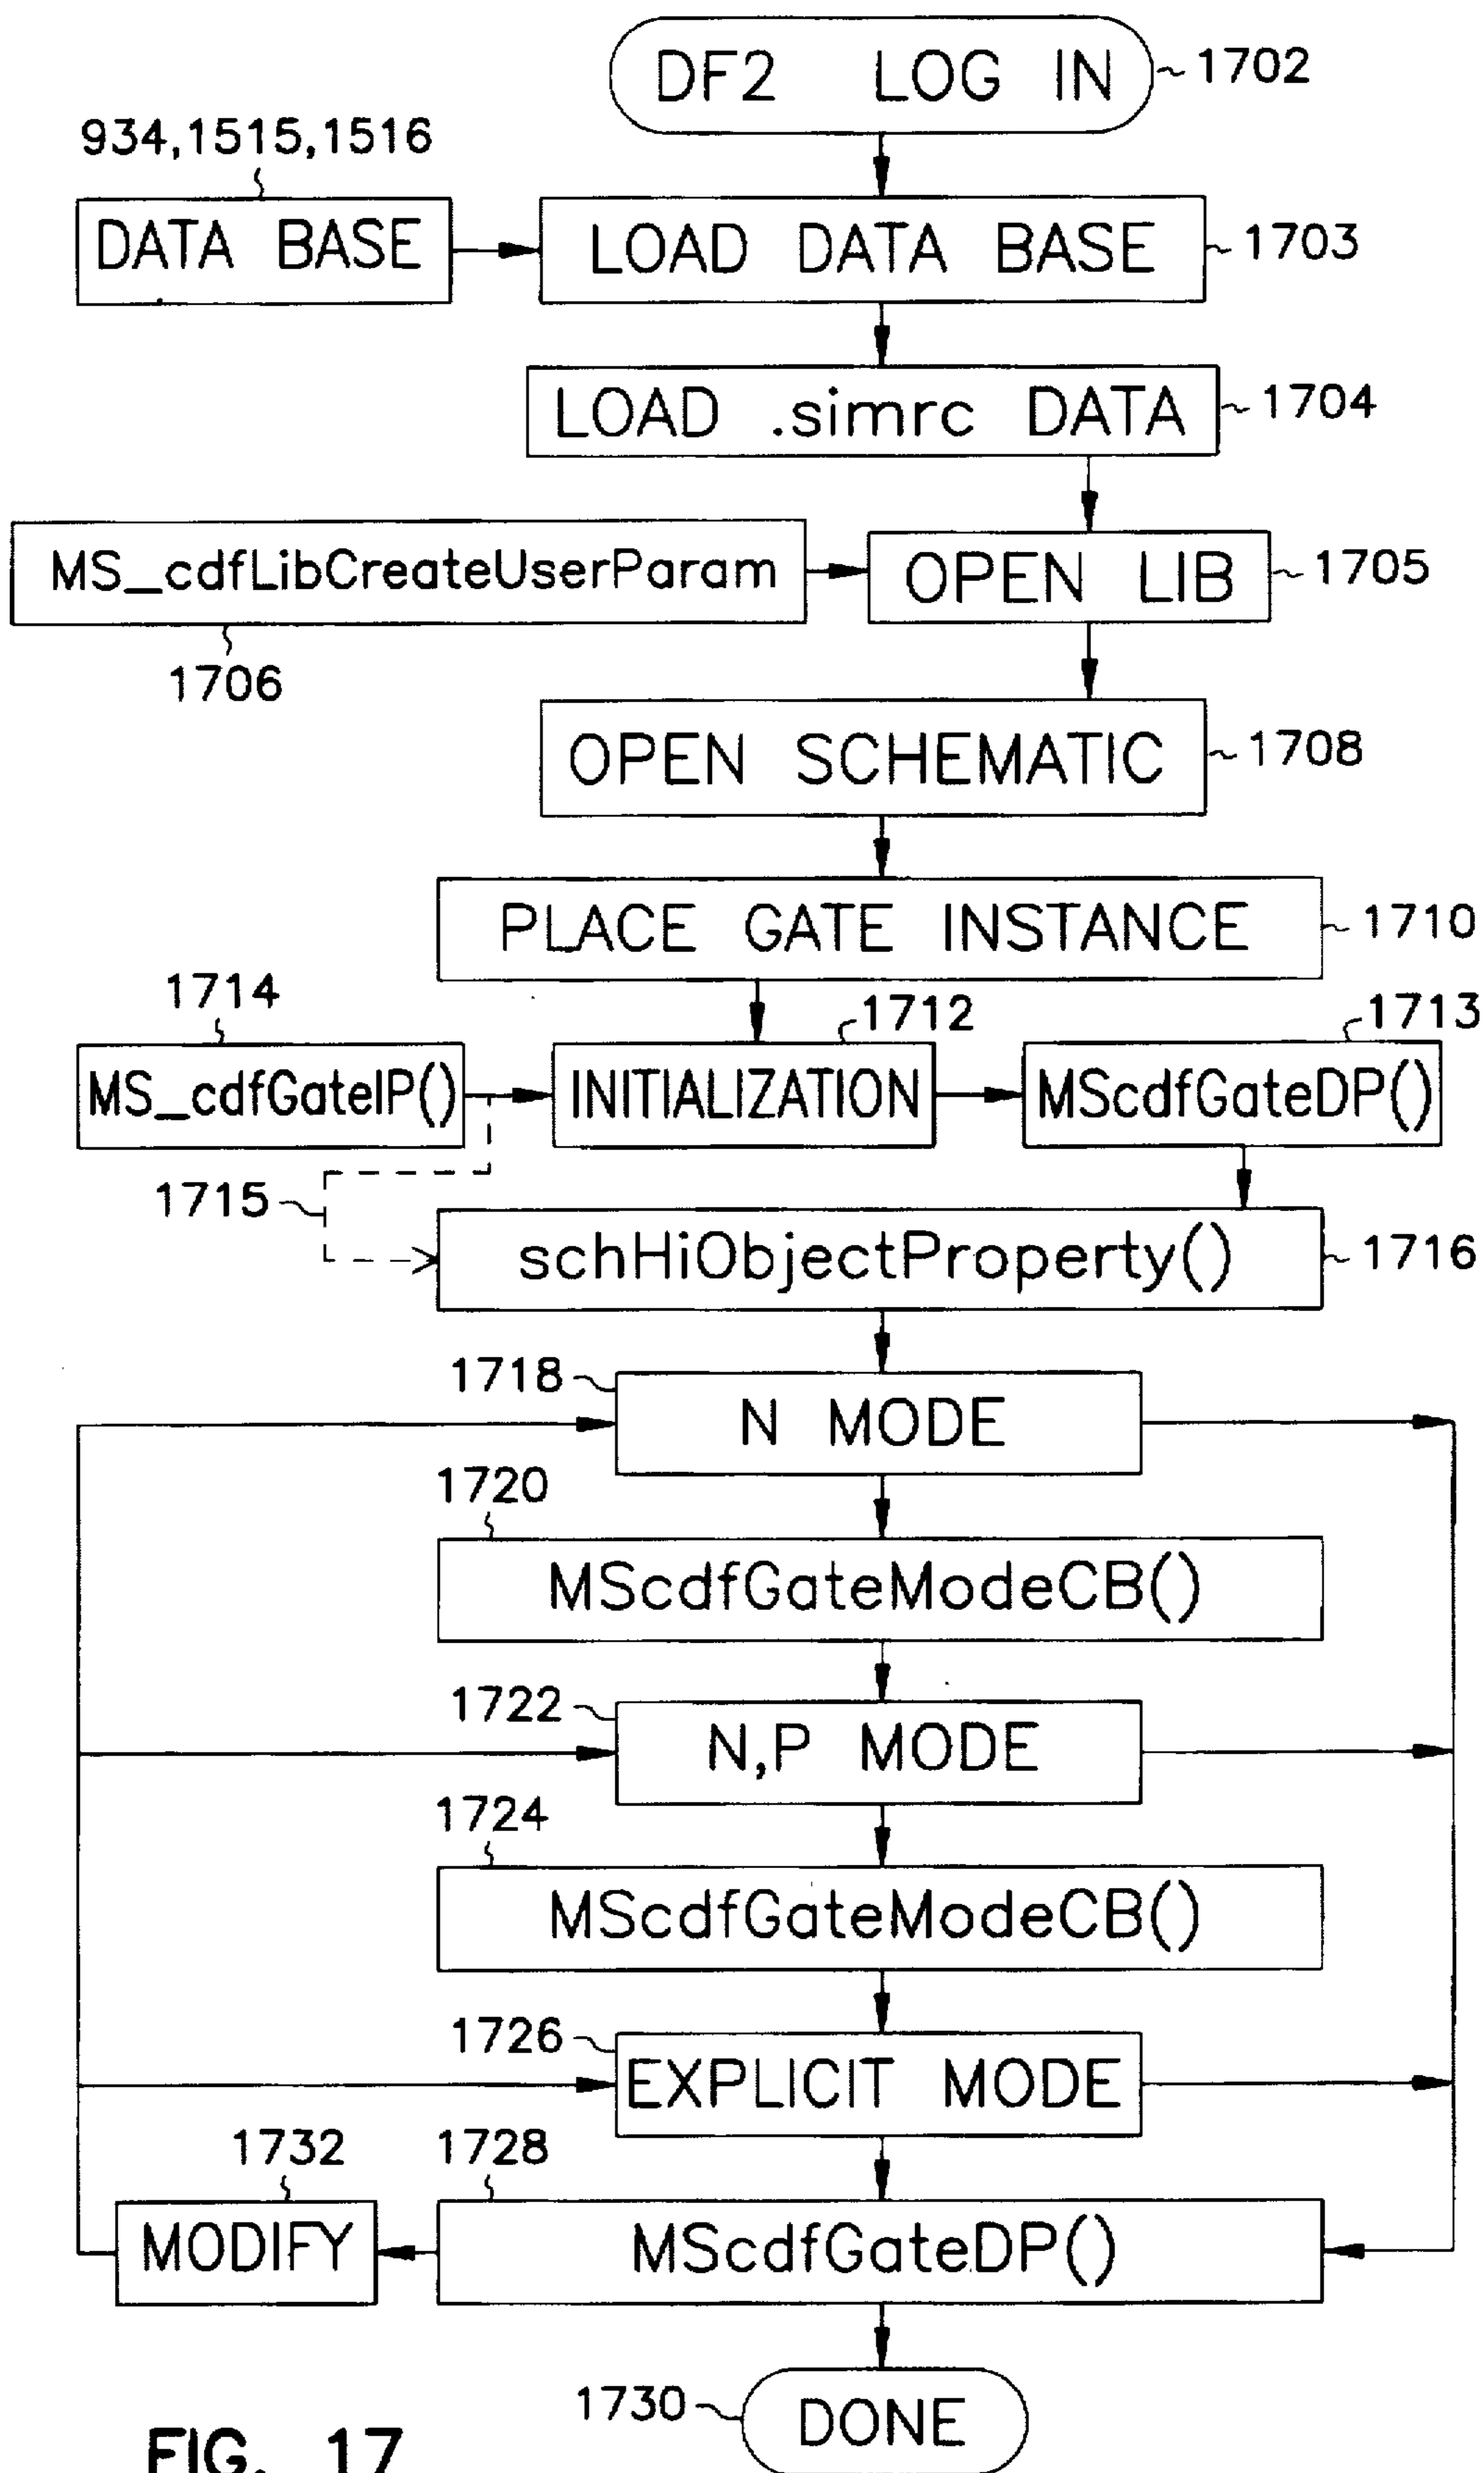 DF2 LOG IN
1702
934,1515,1516
DATA BASE
LOAD DATA BASE
1703
LOAD .simrc DATA
1704
MS_cdfLibCreateUserParam
OPEN LIB
1705
1706
OPEN SCHEMATIC
1708
PLACE GATE INSTANCE
1710
1714
1712
1713
MS_cdfGateIP()
INITIALIZATION
MScdfGateDP()
1715
schHiObjectProperty()
1716
1718
N MODE
1720
MScdfGateModeCB()
1722
N,P MODE
1724
MScdfGateModeCB()
1726
EXPLICIT MODE
1732
1728
MODIFY
MScdfGateDP()
1730
DONE
FIG. 17